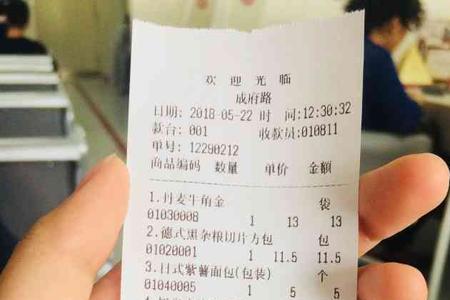 欢 迎 光 临
成府路
日期: 2018-05-22 时 间:12:30:32
款台: 001 收款员:010811
单号: 12290212
商品编码 数量 单价 金额
1.丹麦牛角金 袋
01030008 1 13 13
2.德式黑杂粮切片方包 包
01020001 1 11.5 11.5
3.日式紫薯面包(包装) 个
01040005 1 5 5